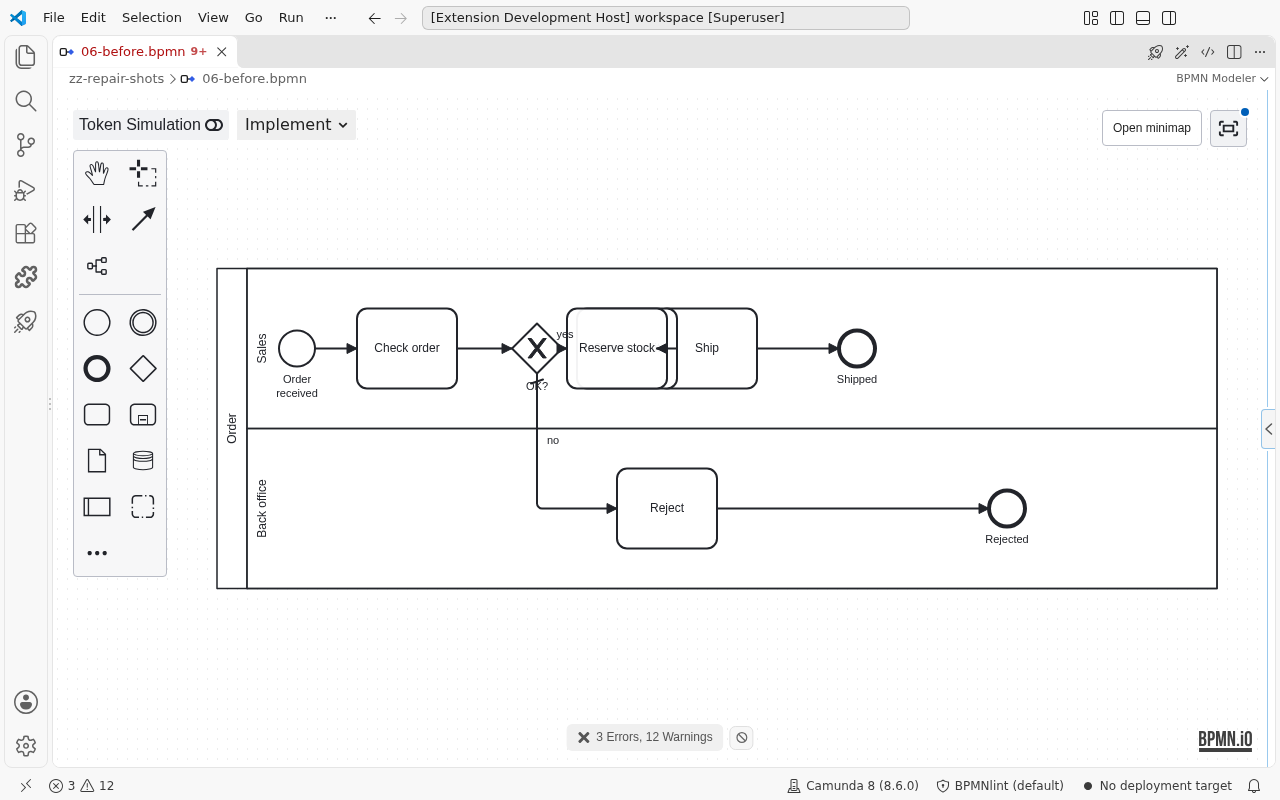 File Edit Selection View Go Run ···
[Extension Development Host] workspace [Superuser]
06-before.bpmn 9+
zz-repair-shots 06-before.bpmn
BPMN Modeler
Token Simulation
Implement
Open minimap
Order
Sales
Order
received
Check order
OK?
yes
Reserve stock
Ship
Shipped
Back office
no
Reject
Rejected
3 Errors, 12 Warnings
BPMN.iO
3 12
Camunda 8 (8.6.0)
BPMNlint (default)
No deployment target